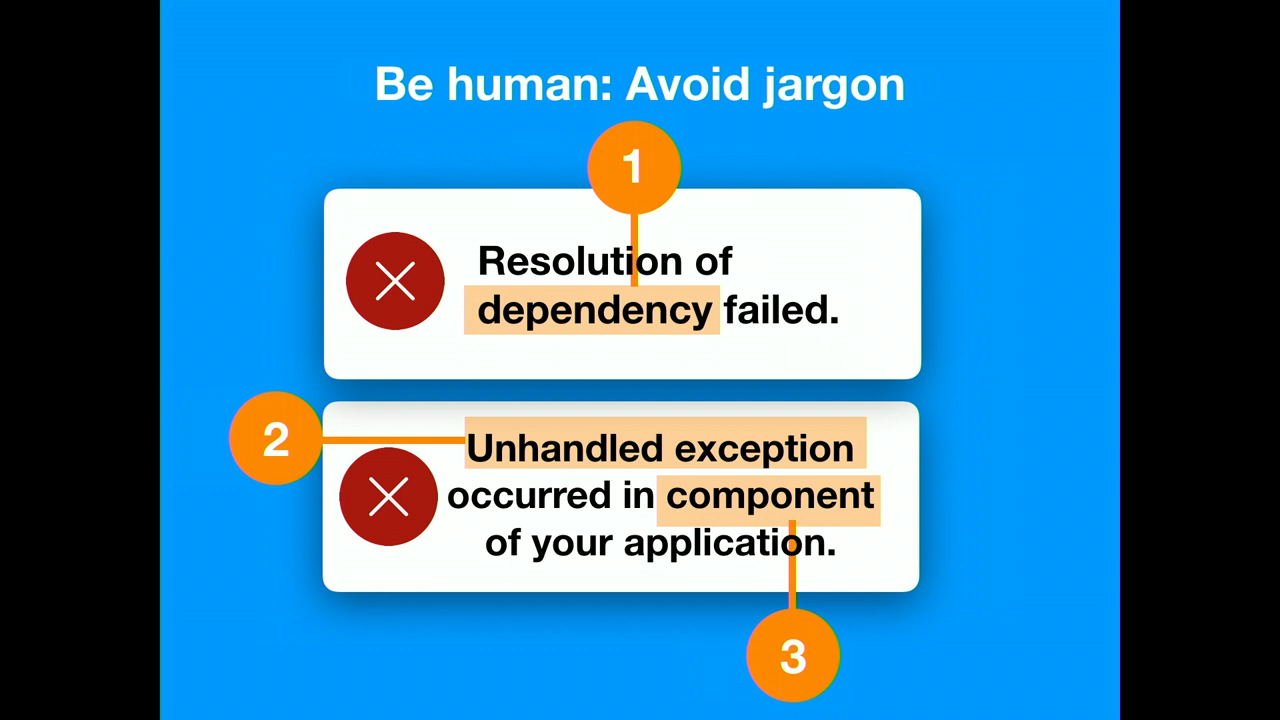 Be human: Avoid jargon
1
Resolution of
dependency failed.
2
Unhandled exception
occurred in component
of your application.
3